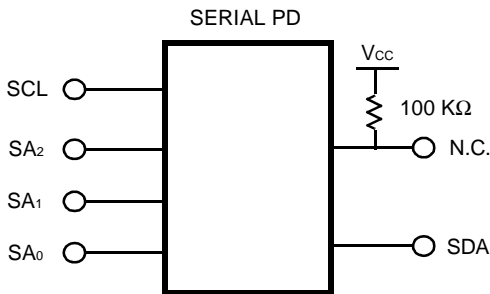 SERIAL PD
VCC
SCL
100 KΩ
SA2
N.C.
SA1
SA0
SDA